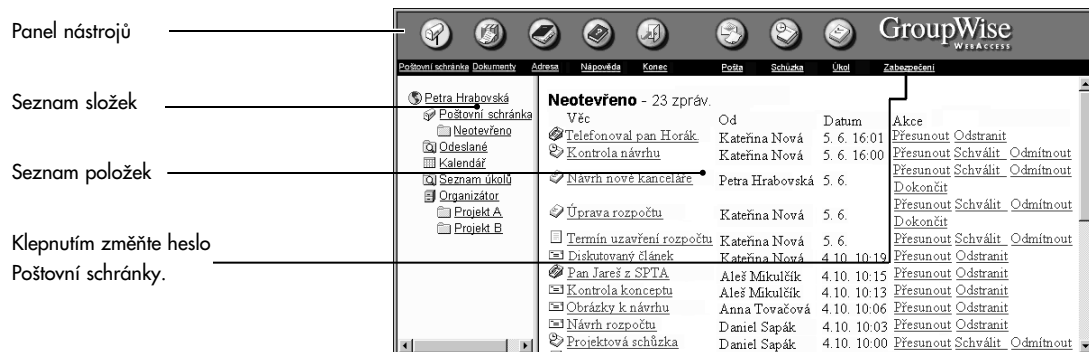 Panel nástrojů
Seznam složek
Seznam položek
Klepnutím změňte heslo
Poštovní schránky.
GroupWise
WEBACCESS
Poštovní schránka Dokumenty Adresa Nápověda Konec Pošta Schůzka Úkol Zabezpečení
Petra Hrabovská
Poštovní schránka
Neotevřeno
Odeslané
Kalendář
Seznam úkolů
Organizátor
Projekt A
Projekt B
Neotevřeno - 23 zpráv.
Věc Od Datum Akce
Telefonoval pan Horák. Kateřina Nová 5. 6. 16:01 Přesunout Odstranit
Kontrola návrhu Kateřina Nová 5. 6. 16:00 Přesunout Schválit Odmítnout
Návrh nové kanceláře Petra Hrabovská 5. 6. Přesunout Schválit Odmítnout
Dokončit
Úprava rozpočtu Kateřina Nová 5. 6. Přesunout Schválit Odmítnout
Dokončit
Termín uzavření rozpočtu Kateřina Nová 5. 6. Přesunout Schválit Odmítnout
Diskutovaný článek Kateřina Nová 4.10. 10:19 Přesunout Odstranit
Pan Jareš z SPTA Aleš Mikulčík 4.10. 10:15 Přesunout Odstranit
Kontrola konceptu Aleš Mikulčík 4.10. 10:13 Přesunout Odstranit
Obrázky k návrhu Anna Tovačová 4.10. 10:06 Přesunout Odstranit
Návrh rozpočtu Daniel Sapák 4.10. 10:03 Přesunout Odstranit
Projektová schůzka Daniel Sapák 4.10. 10:00 Přesunout Schválit Odmítnout